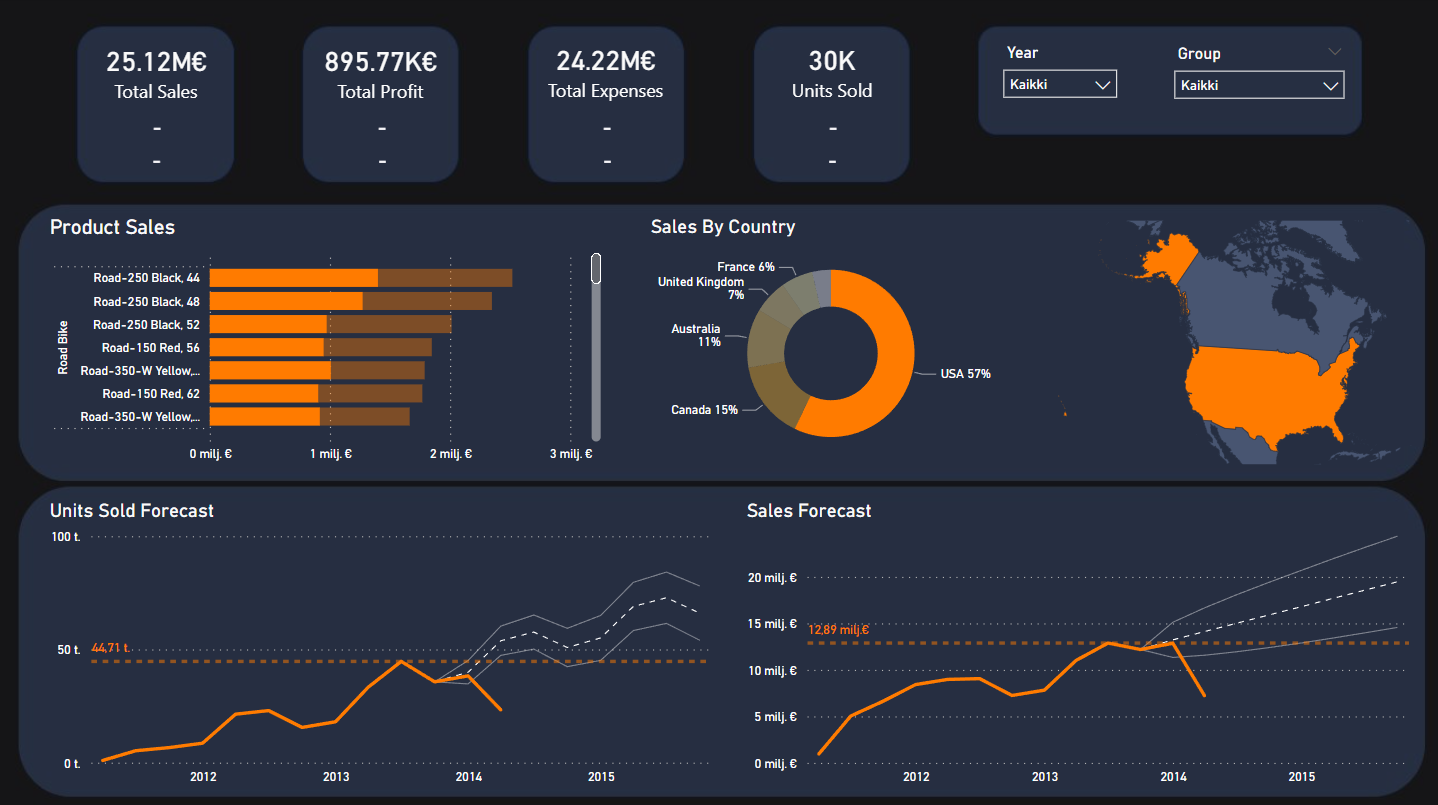 25.12M€
Total Sales
-
-
895.77K€
Total Profit
-
-
24.22M€
Total Expenses
-
-
30K
Units Sold
-
-
Year
Kaikki
Group
Kaikki
Product Sales
Road Bike
Road-250 Black, 44
Road-250 Black, 48
Road-250 Black, 52
Road-150 Red, 56
Road-350-W Yellow,...
Road-150 Red, 62
Road-350-W Yellow,...
0 milj. €
1 milj. €
2 milj. €
3 milj. €
Sales By Country
France 6%
United Kingdom
7%
Australia
11%
Canada 15%
USA 57%
Units Sold Forecast
100 t.
44,71 t.
50 t.
0 t.
2012
2013
2014
2015
Sales Forecast
20 milj. €
15 milj. €
12,89 milj.€
10 milj. €
5 milj. €
0 milj. €
2012
2013
2014
2015